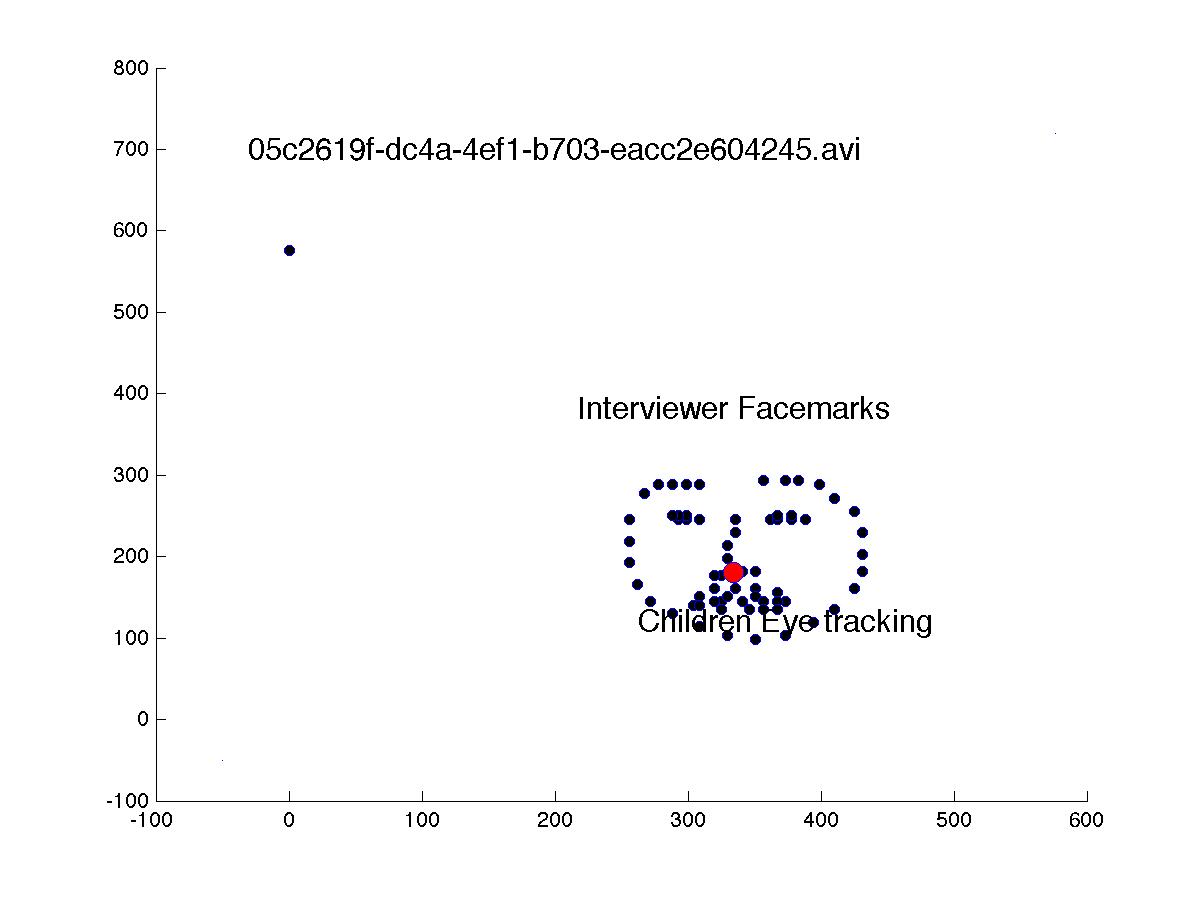 800
700
05c2619f-dc4a-4ef1-b703-eacc2e604245.avi
600
500
400
Interviewer Facemarks
300
200
100
Children Eye tracking
0
-100
-100 0 100 200 300 400 500 600